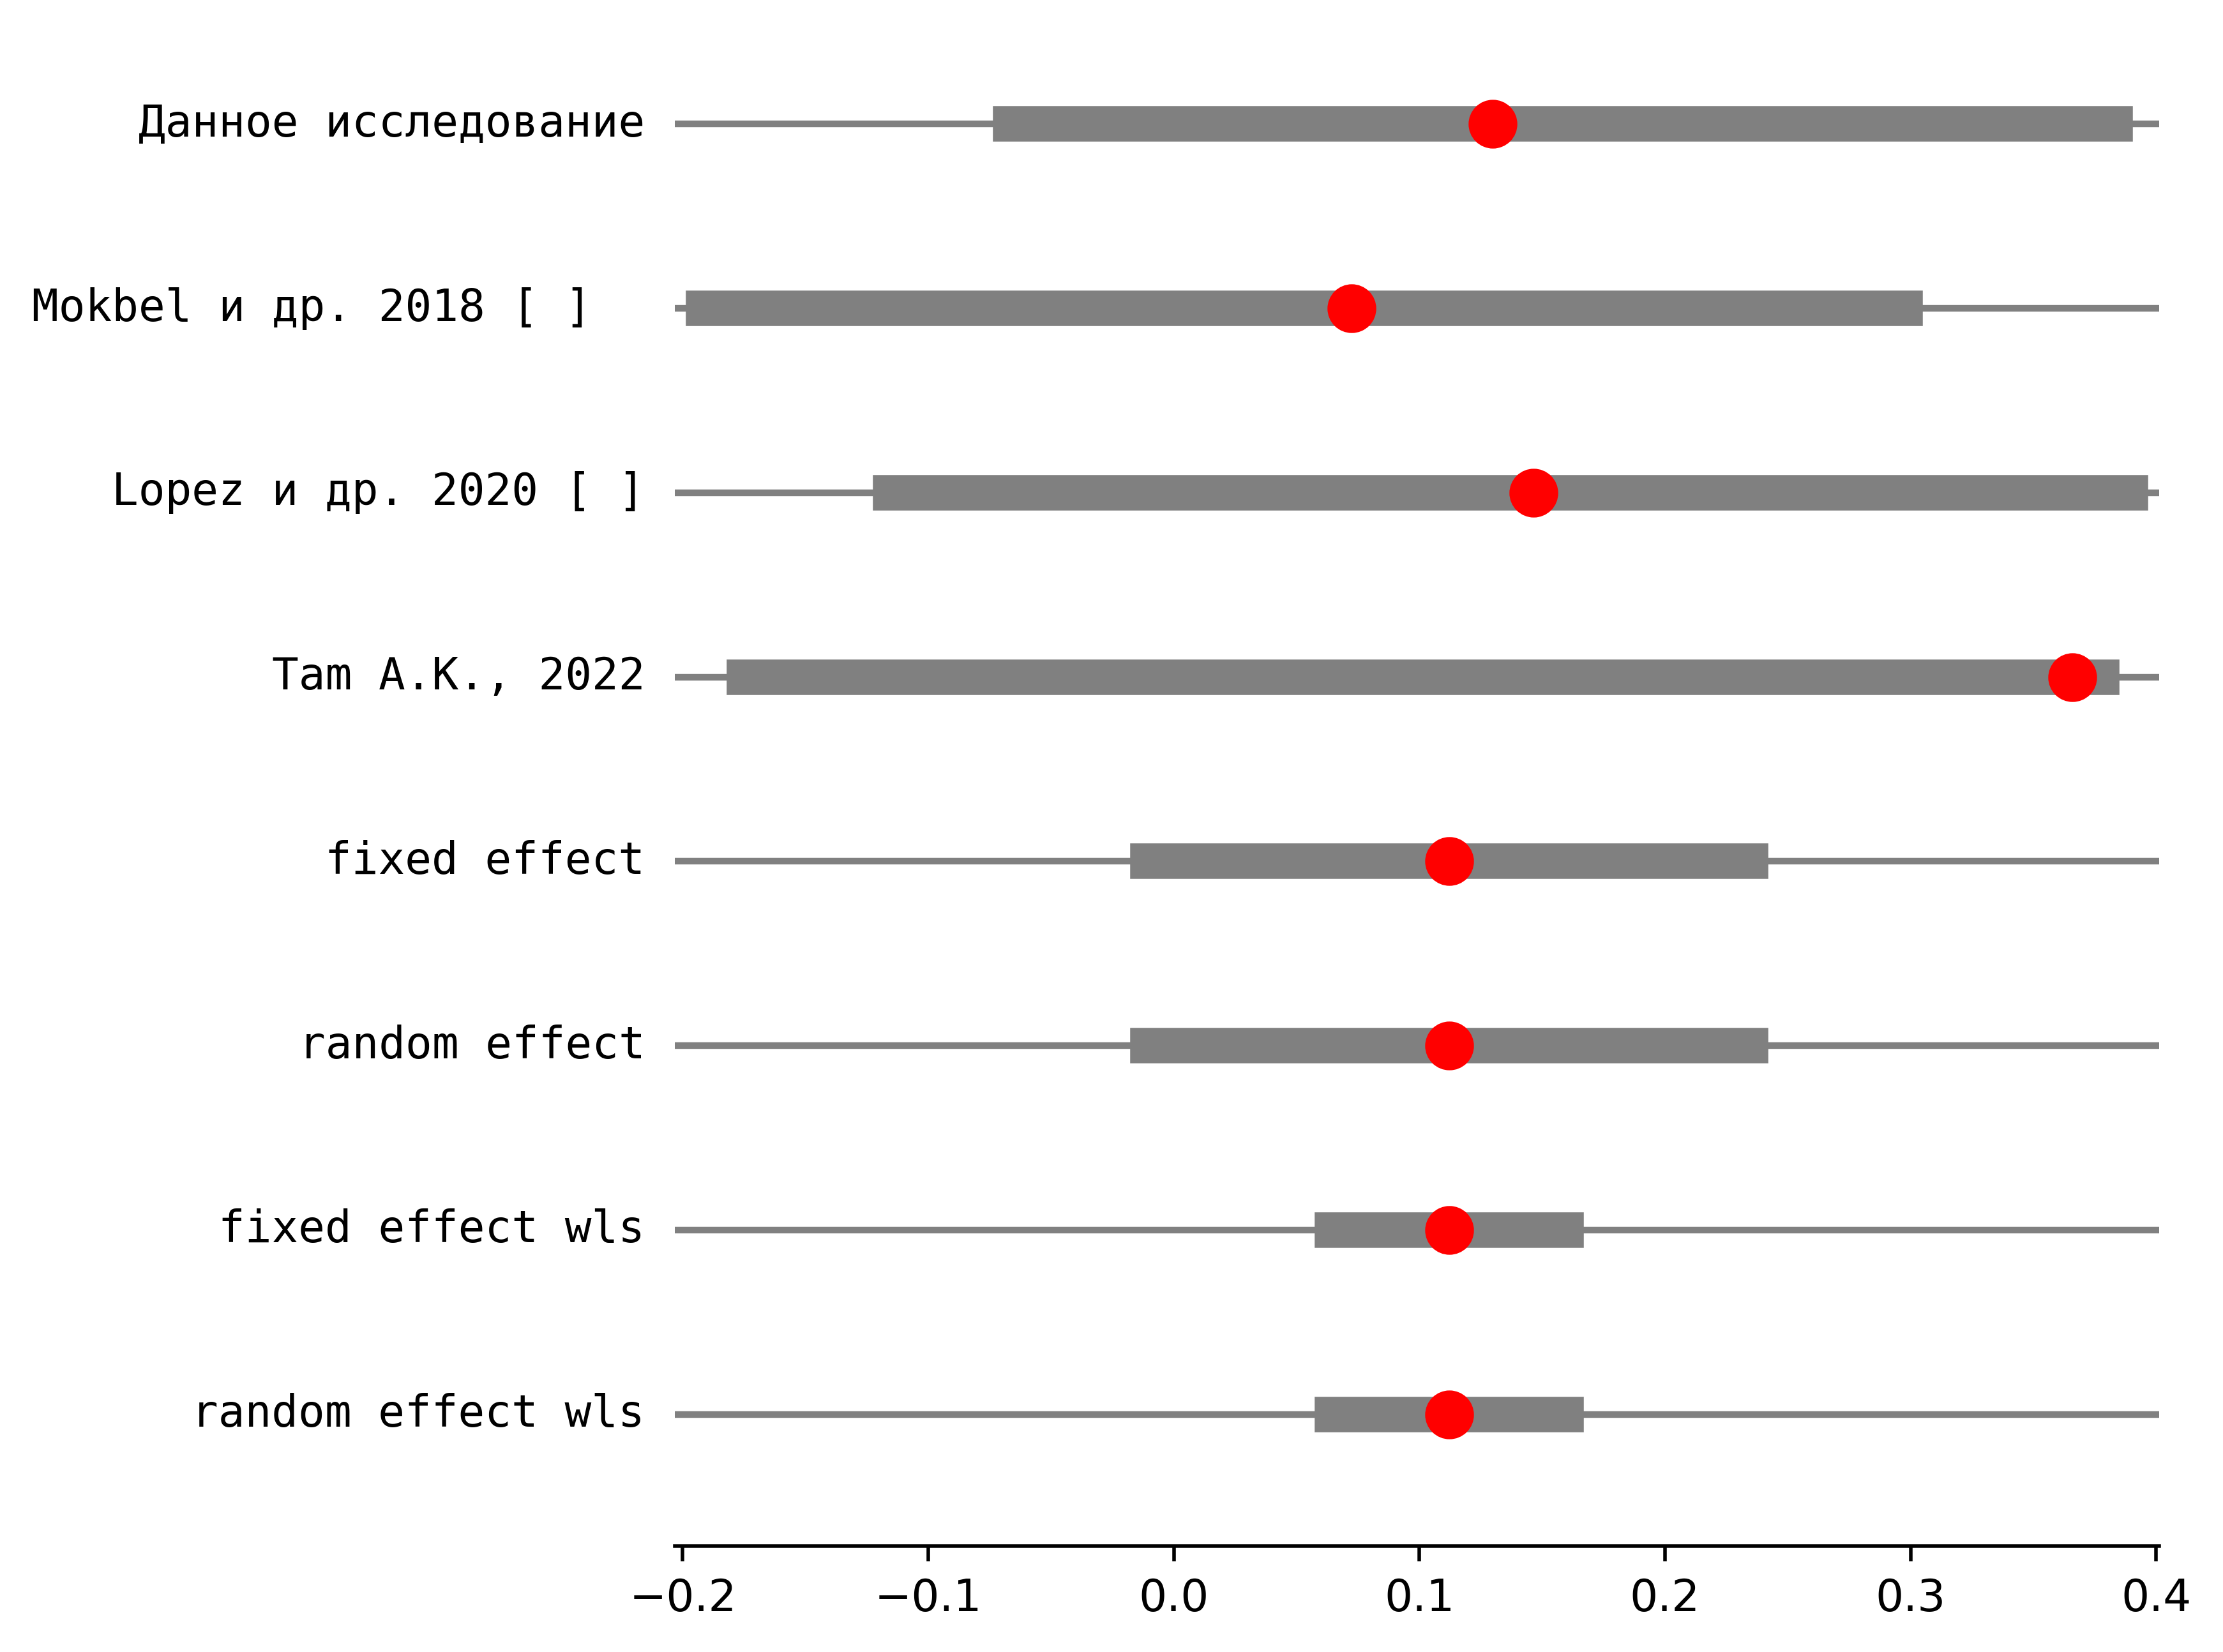 Данное исследование
Mokbel и др. 2018 [ ]
Lopez и др. 2020 [ ]
Tam A.K., 2022
fixed effect
random effect
fixed effect wls
random effect wls
−0.2 −0.1 0.0 0.1 0.2 0.3 0.4